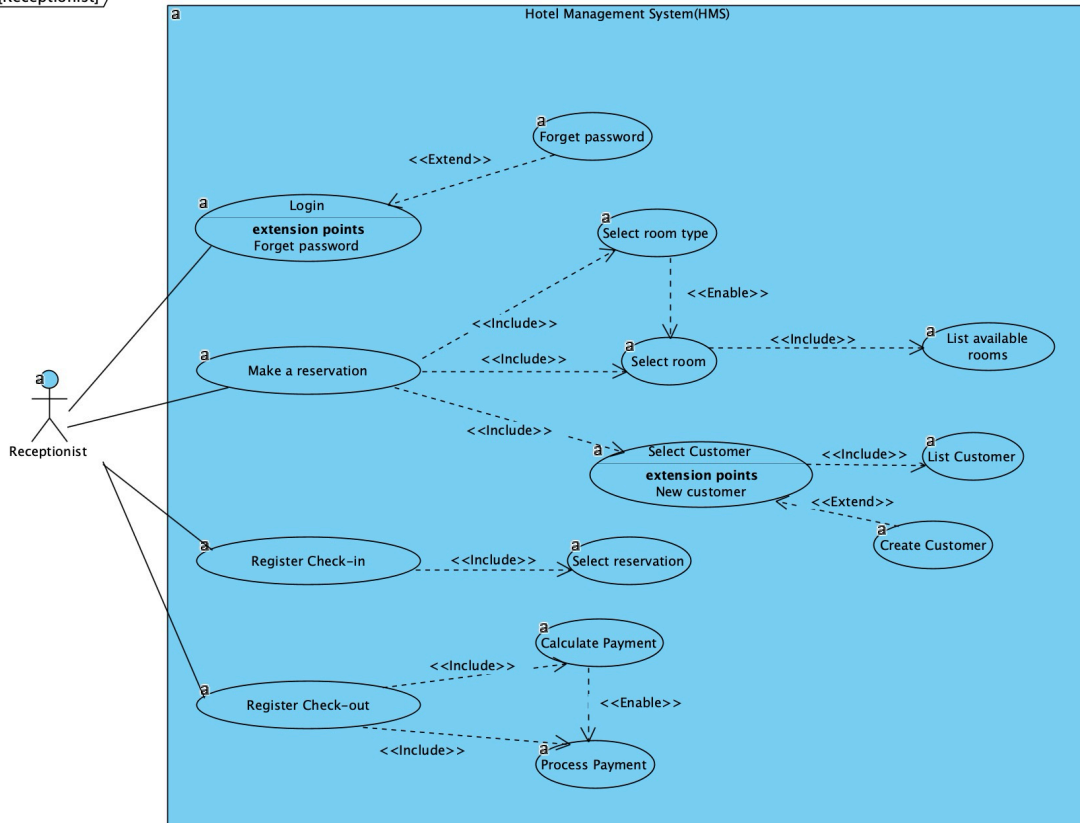 [Receptionist]
a
Hotel Management System(HMS)
a
Forget password
<<Extend>>
a
Login
extension points
Forget password
a
Select room type
<<Enable>>
<<Include>>
a
Make a reservation
<<Include>>
a
Select room
<<Include>>
a
List available
rooms
a
Receptionist
<<Include>>
a
Select Customer
extension points
New customer
<<Include>>
a
List Customer
<<Extend>>
a
Create Customer
a
Register Check-in
<<Include>>
a
Select reservation
a
Calculate Payment
<<Include>>
<<Enable>>
a
Register Check-out
<<Include>>
a
Process Payment